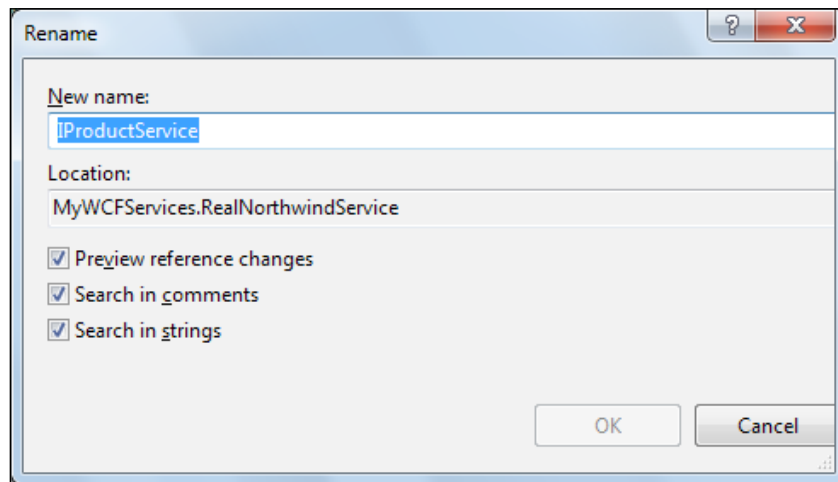 Rename
New name:
IProductService
Location:
MyWCFServices.RealNorthwindService
Preview reference changes
Search in comments
Search in strings
OK
Cancel